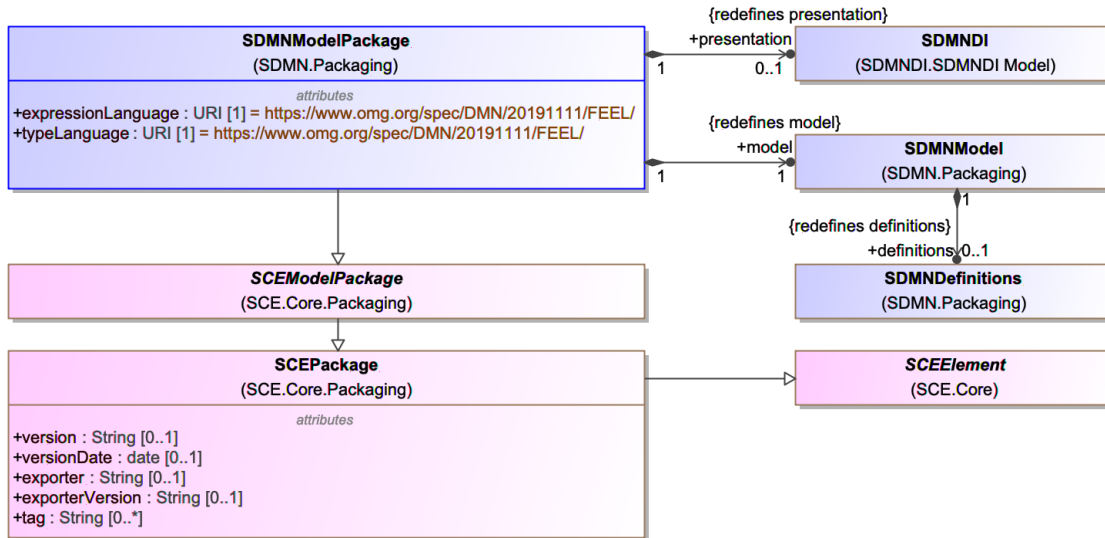 SDMNModelPackage
(SDMN.Packaging)
attributes
+expressionLanguage : URI [1] = https://www.omg.org/spec/DMN/20191111/FEEL/
+typeLanguage : URI [1] = https://www.omg.org/spec/DMN/20191111/FEEL/
{redefines presentation}
+presentation
1
0..1
SDMNDI
(SDMNDI.SDMNDI Model)
{redefines model}
+model
1
1
SDMNModel
(SDMN.Packaging)
1
{redefines definitions}
+definitions
0..1
SDMNDefinitions
(SDMN.Packaging)
SCEModelPackage
(SCE.Core.Packaging)
SCEPackage
(SCE.Core.Packaging)
attributes
+version : String [0..1]
+versionDate : date [0..1]
+exporter : String [0..1]
+exporterVersion : String [0..1]
+tag : String [0..*]
SCEElement
(SCE.Core)